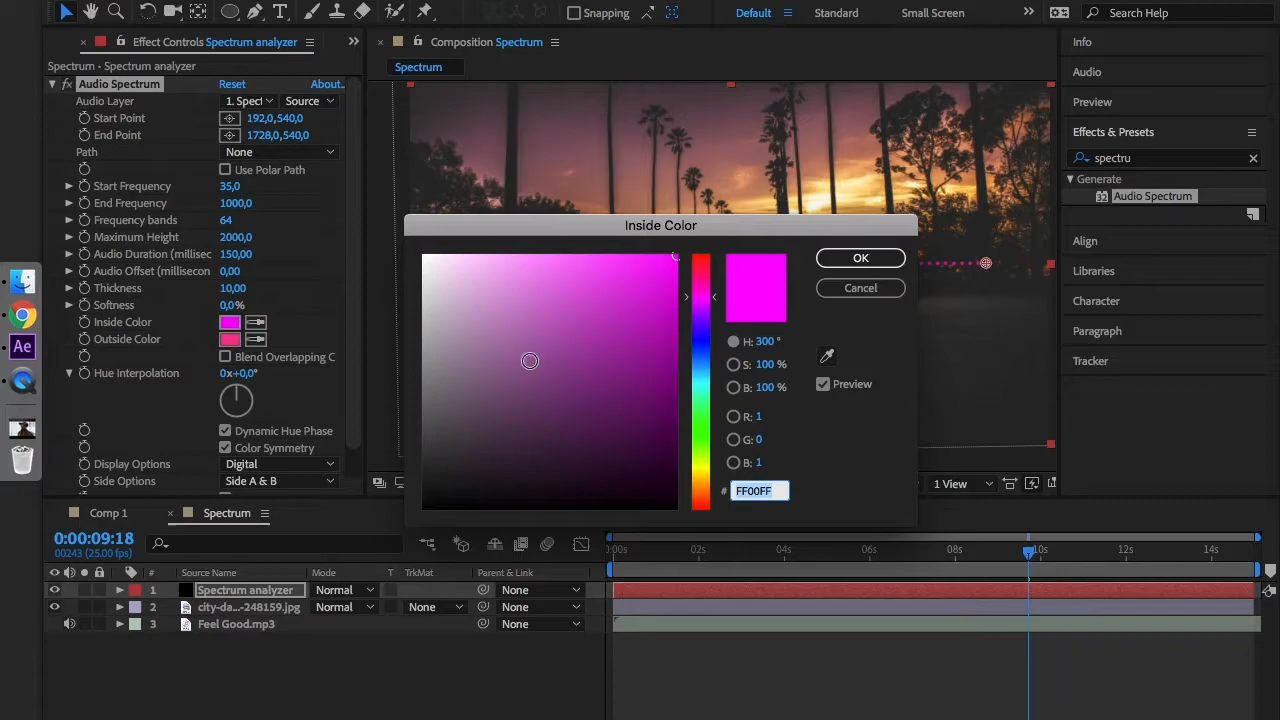 Snapping
Default
Standard
Small Screen
Search Help
Effect Controls Spectrum analyzer
Composition Spectrum
Info
Spectrum • Spectrum analyzer
Spectrum
fx Audio Spectrum Reset About..
Audio
Audio Layer 1. Spect Source
Preview
Start Point 192,0,540,0
End Point 1728,0,540,0
Effects & Presets
Path None
spectru
Use Polar Path
Generate
Start Frequency 35,0
Audio Spectrum
End Frequency 1000,0
Frequency bands 64
Maximum Height 2000,0
Align
Audio Duration (millisec 150,00
Audio Offset (millisecon 0,00
Libraries
Thickness 10,00
Character
Softness 0,0%
Inside Color
Paragraph
Outside Color
Blend Overlapping C
Tracker
Hue Interpolation 0x+0,0°
Dynamic Hue Phase
Color Symmetry
Display Options Digital
Side Options Side A & B
Inside Color
OK
Cancel
H: 300 °
S: 100 %
B: 100 %
Preview
R: 1
G: 0
B: 1
# FF00FF
1 View
Ae
Comp 1
Spectrum
0:00:09:18
00243 (25.00 fps)
:00s 02s 04s 06s 08s 10s 12s 14s
# Source Name Mode T TrkMat Parent & Link
1 Spectrum analyzer Normal None
2 city-da...-248159.jpg Normal None None
3 Feel Good.mp3 None